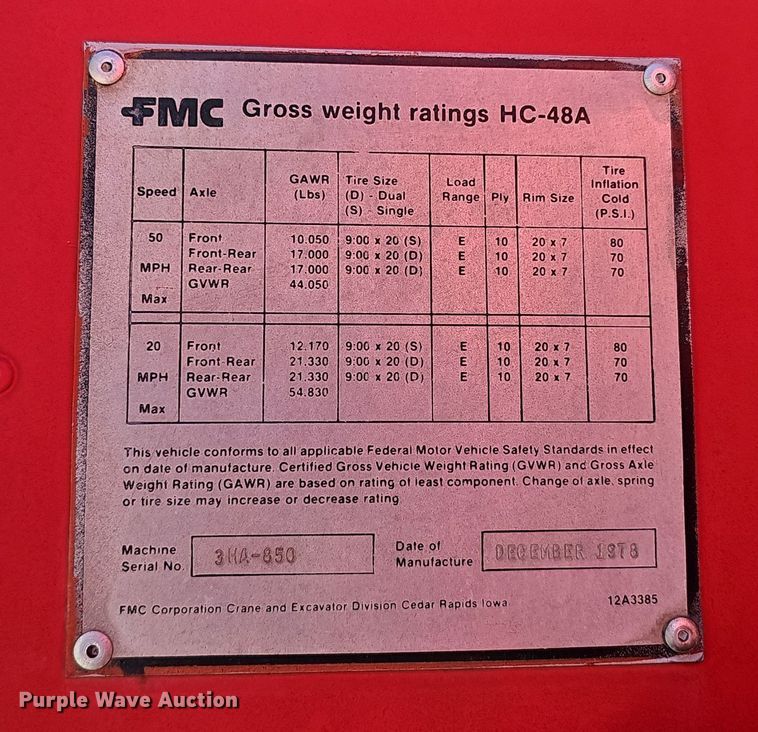 FMC Gross weight ratings HC-48A
Speed Axle GAWR (Lbs) Tire Size (D) - Dual (S) - Single Load Range Ply Rim Size Tire Inflation Cold (P.S.I.)
50 Front 10.050 9:00 x 20 (S) E 10 20 x 7 80
Front-Rear 17.000 9:00 x 20 (D) E 10 20 x 7 70
MPH Rear-Rear 17.000 9:00 x 20 (D) E 10 20 x 7 70
GVWR 44.050
Max
20 Front 12.170 9:00 x 20 (S) E 10 20 x 7 80
Front-Rear 21.330 9:00 x 20 (D) E 10 20 x 7 70
MPH Rear-Rear 21.330 9:00 x 20 (D) E 10 20 x 7 70
GVWR 54.830
Max
This vehicle conforms to all applicable Federal Motor Vehicle Safety Standards in effect
on date of manufacture. Certified Gross Vehicle Weight Rating (GVWR) and Gross Axle
Weight Rating (GAWR) are based on rating of least component. Change of axle, spring
or tire size may increase or decrease rating.
Machine Serial No. 3HA-650
Date of Manufacture DECEMBER 1978
FMC Corporation Crane and Excavator Division Cedar Rapids Iowa 12A3385
Purple Wave Auction